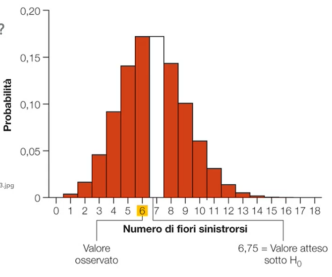 ?
0,20
0,15
0,10
0,05
0
Probabilità
3.jpg
0 1 2 3 4 5 6 7 8 9 10 11 12 13 14 15 16 17 18
Numero di fiori sinistrorsi
Valore
osservato
6,75 = Valore atteso
sotto H0